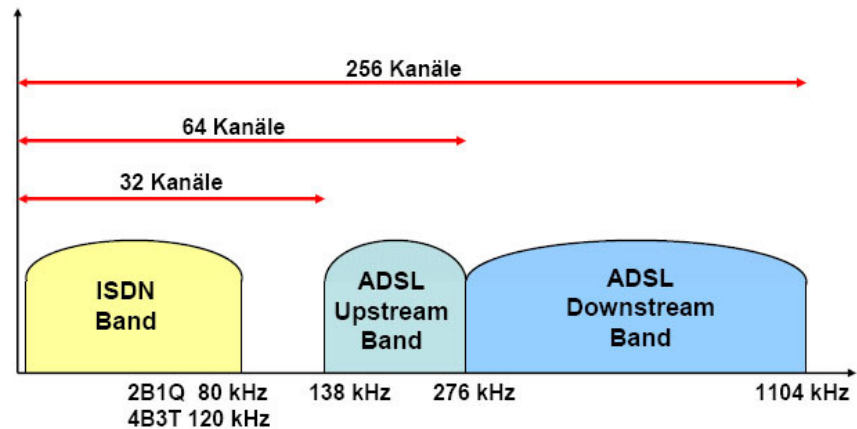 256 Kanäle
64 Kanäle
32 Kanäle
ISDN
Band
ADSL
Upstream
Band
ADSL
Downstream
Band
2B1Q 80 kHz
4B3T 120 kHz
138 kHz
276 kHz
1104 kHz